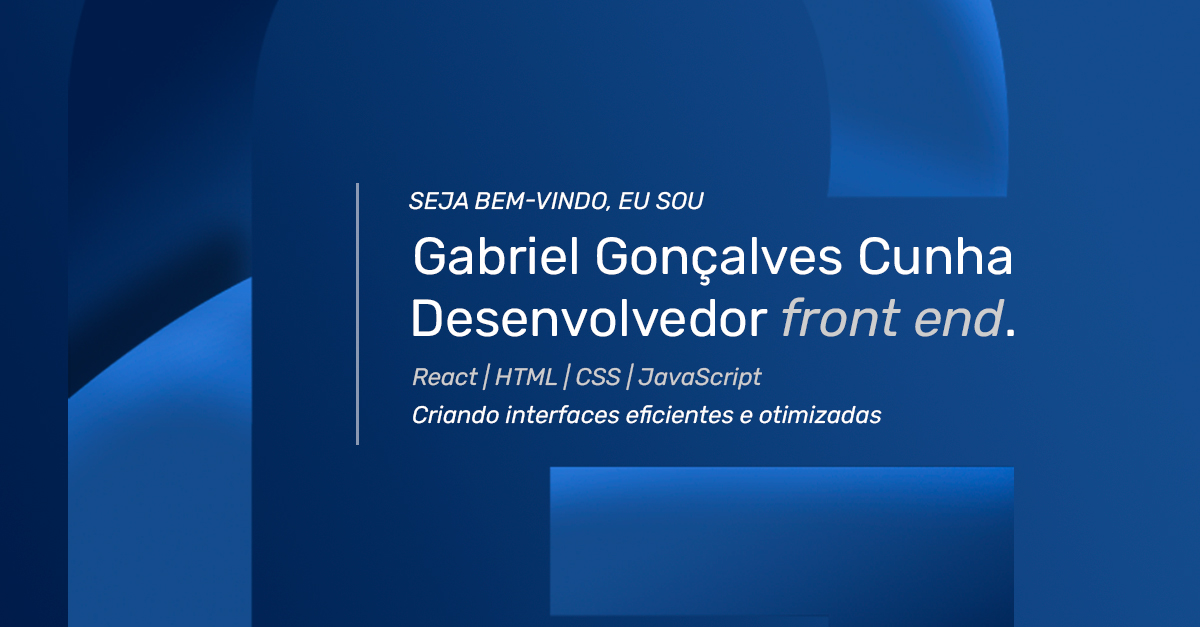 SEJA BEM-VINDO, EU SOU
Gabriel Gonçalves Cunha
Desenvolvedor front end.
React | HTML | CSS | JavaScript
Criando interfaces eficientes e otimizadas